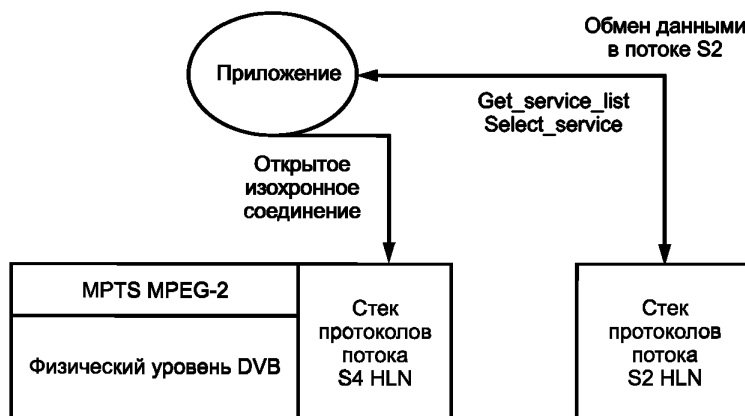 Обмен данными
в потоке S2
Приложение
Get_service_list
Select_service
Открытое
изохронное
соединение
MPTS MPEG-2
Физический уровень DVB
Стек
протоколов
потока
S4 HLN
Стек
протоколов
потока
S2 HLN